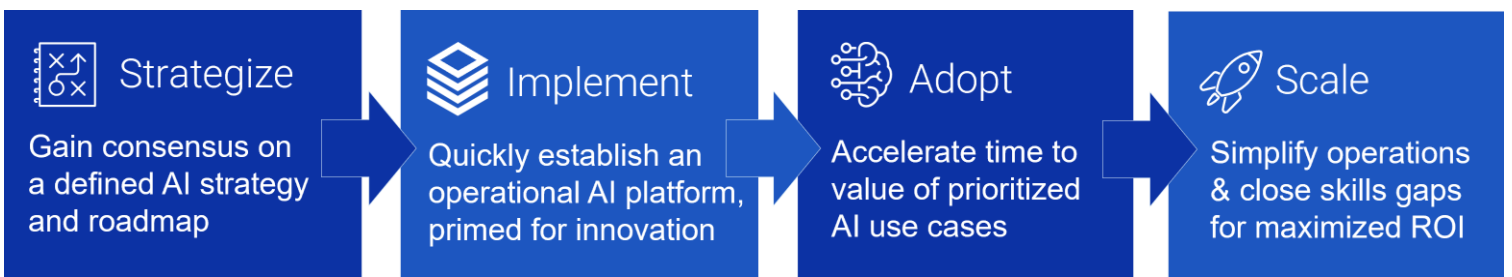 Strategize
Gain consensus on
a defined AI strategy
and roadmap
Implement
Quickly establish an
operational AI platform,
primed for innovation
Adopt
Accelerate time to
value of prioritized
AI use cases
Scale
Simplify operations
& close skills gaps
for maximized ROI